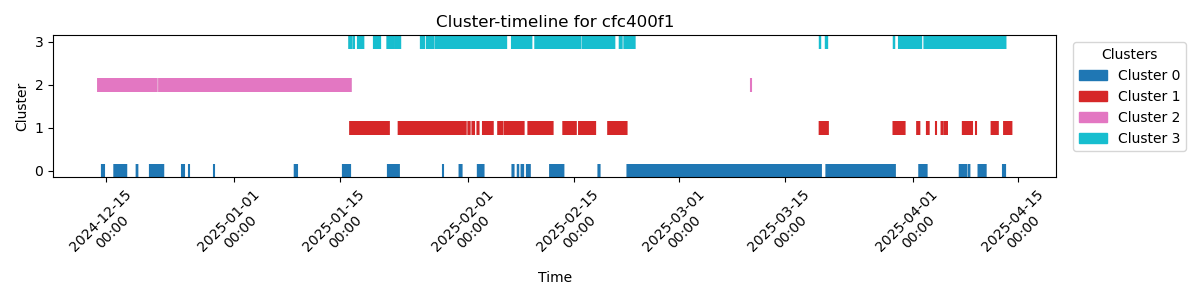 Cluster-timeline for cfc400f1
Cluster
3
2
1
0
2024-12-15
00:00
2025-01-01
00:00
2025-01-15
00:00
2025-02-01
00:00
2025-02-15
00:00
2025-03-01
00:00
2025-03-15
00:00
2025-04-01
00:00
2025-04-15
00:00
Time
Clusters
Cluster 0
Cluster 1
Cluster 2
Cluster 3